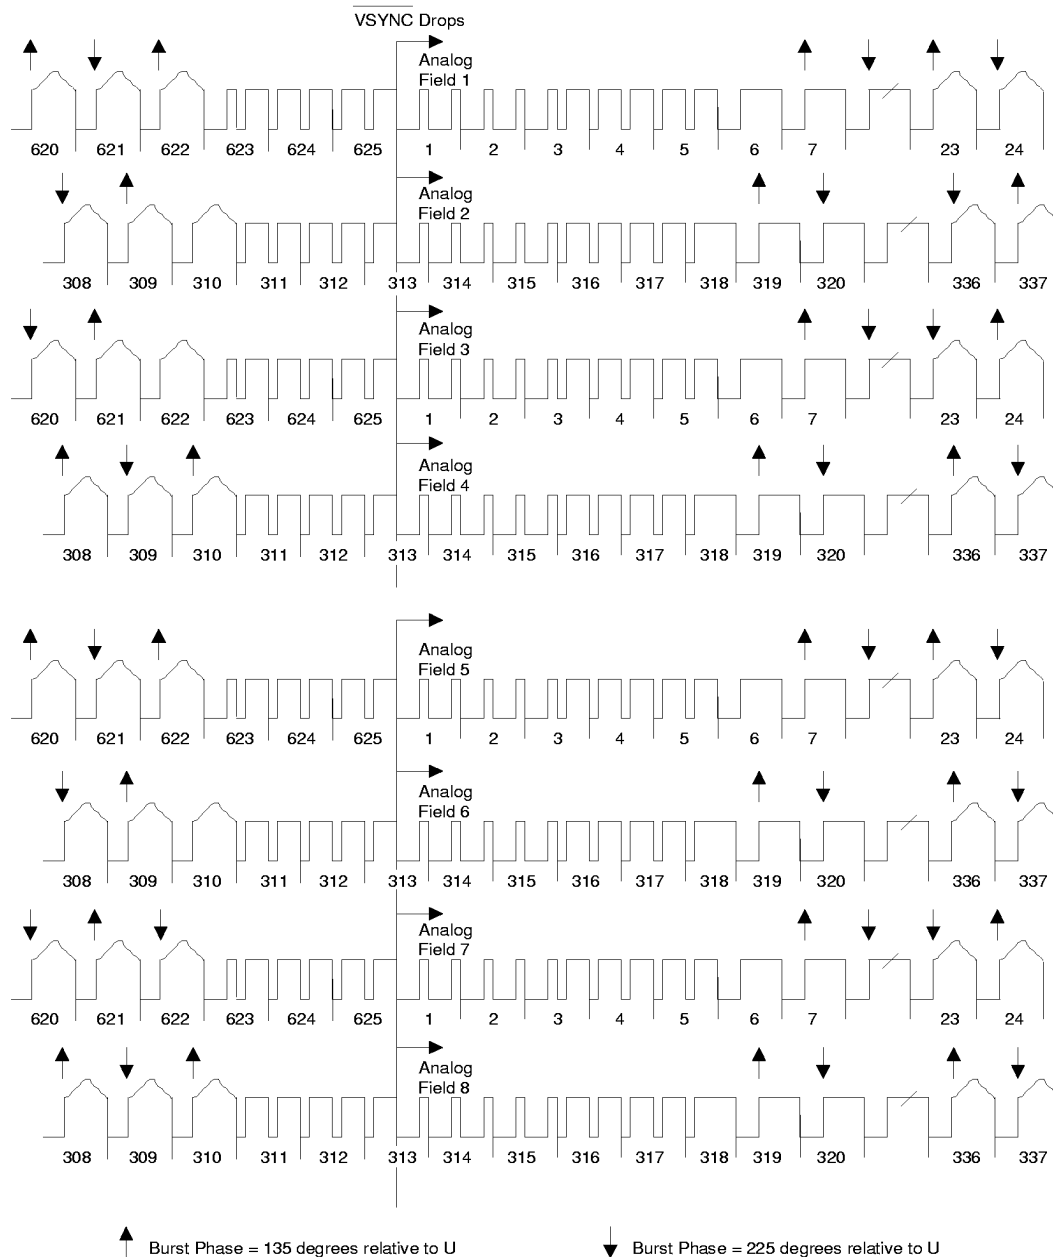 VSYNC Drops
Analog
Field 1
620 621 622 623 624 625 1 2 3 4 5 6 7 23 24
Analog
Field 2
308 309 310 311 312 313 314 315 316 317 318 319 320 336 337
Analog
Field 3
620 621 622 623 624 625 1 2 3 4 5 6 7 23 24
Analog
Field 4
308 309 310 311 312 313 314 315 316 317 318 319 320 336 337
Analog
Field 5
620 621 622 623 624 625 1 2 3 4 5 6 7 23 24
Analog
Field 6
308 309 310 311 312 313 314 315 316 317 318 319 320 336 337
Analog
Field 7
620 621 622 623 624 625 1 2 3 4 5 6 7 23 24
Analog
Field 8
308 309 310 311 312 313 314 315 316 317 318 319 320 336 337
Burst Phase = 135 degrees relative to U Burst Phase = 225 degrees relative to U